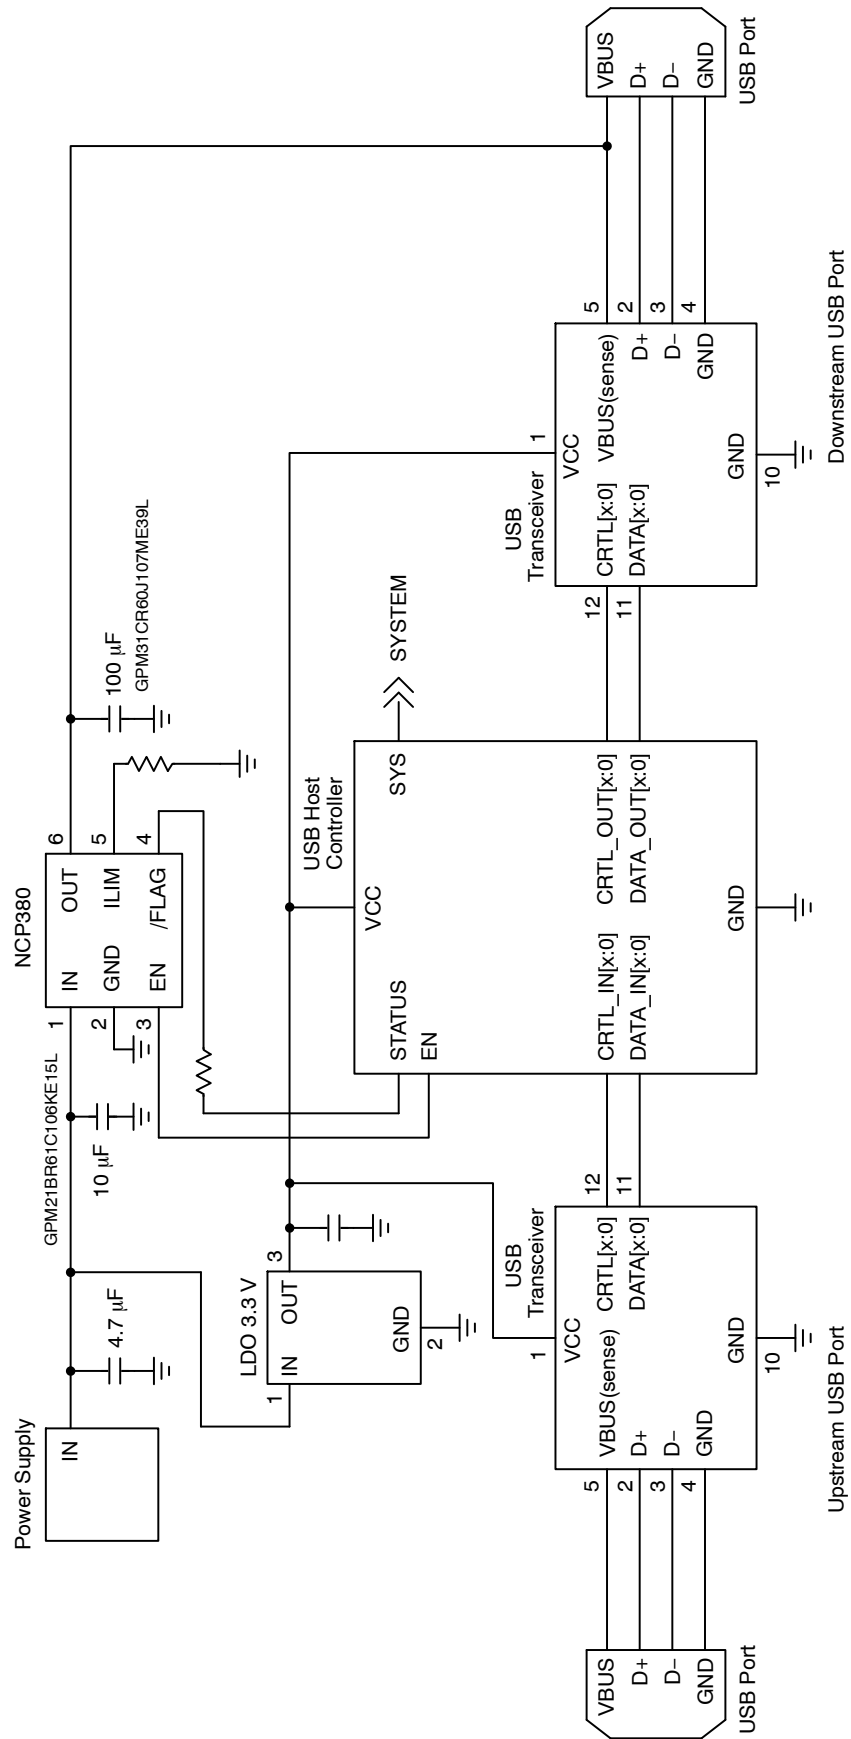 Power Supply
IN
4.7 μF
GPM21BR61C106KE15L
10 μF
NCP380
1
IN
OUT
6
2
GND
ILIM
5
3
EN
/FLAG
4
100 μF
GPM31CR60J107ME39L
LDO 3.3 V
1
IN
OUT
3
GND
2
USB Host
Controller
VCC
STATUS
EN
SYS
SYSTEM
CRTL_IN[x:0]
DATA_IN[x:0]
CRTL_OUT[x:0]
DATA_OUT[x:0]
GND
USB
Transceiver
1
VCC
5
VBUS(sense)
2
D+
3
D−
4
GND
CRTL[x:0]
12
DATA[x:0]
11
GND
10
VBUS
D+
D−
GND
USB Port
Upstream USB Port
USB
Transceiver
1
VCC
12
CRTL[x:0]
11
DATA[x:0]
VBUS(sense)
5
D+
2
D−
3
GND
4
GND
10
VBUS
D+
D−
GND
USB Port
Downstream USB Port